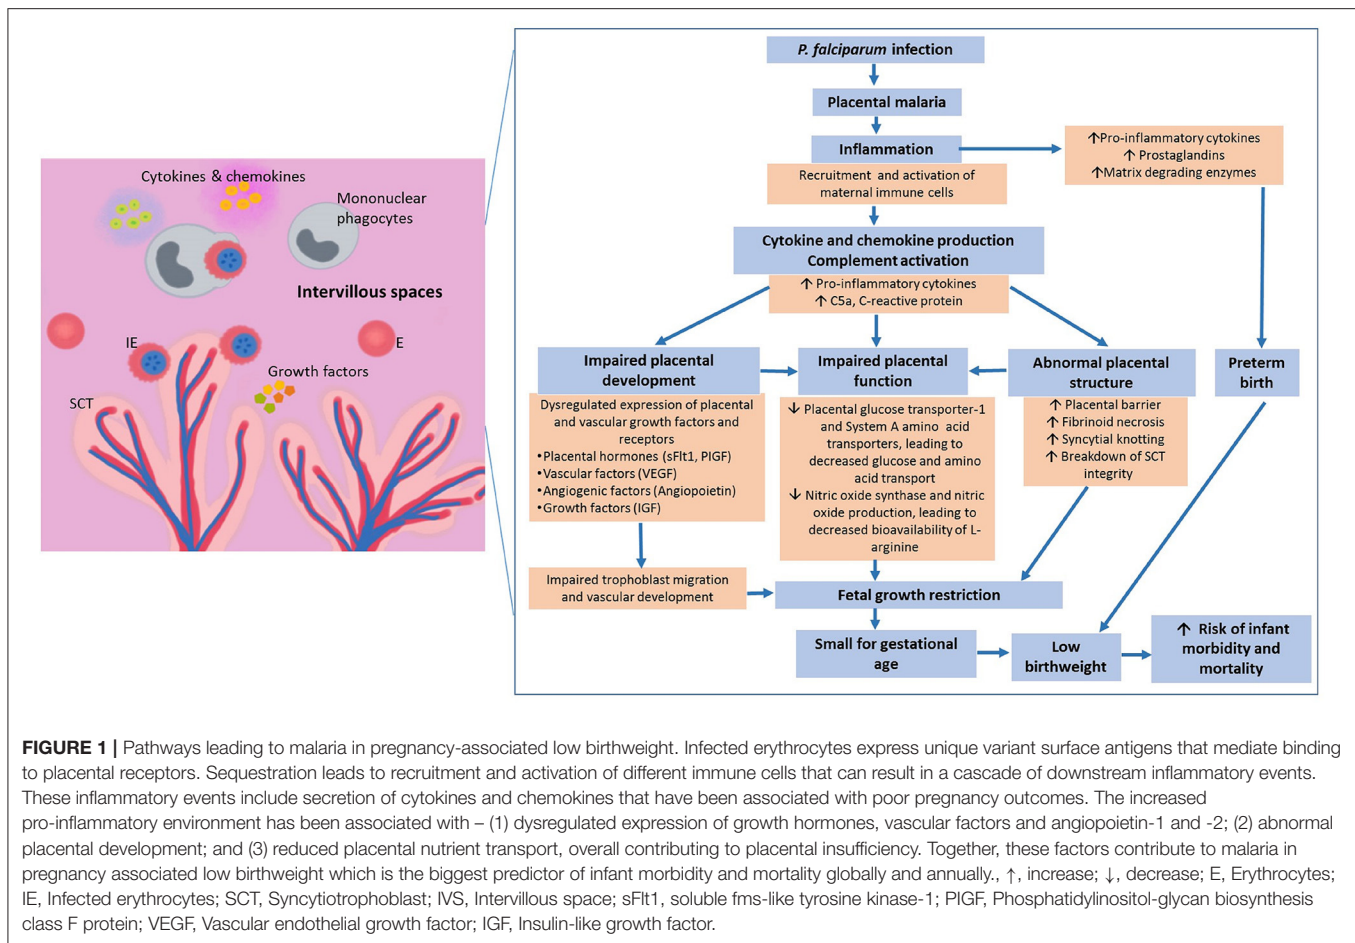 Cytokines & chemokines
Mononuclear
phagocytes
Intervillous spaces
IE
E
Growth factors
SCT
P. falciparum infection
Placental malaria
Inflammation
Recruitment and activation of
maternal immune cells
↑Pro-inflammatory cytokines
↑ Prostaglandins
↑Matrix degrading enzymes
Cytokine and chemokine production
Complement activation
↑ Pro-inflammatory cytokines
↑ C5a, C-reactive protein
Impaired placental
development
Dysregulated expression of placental
and vascular growth factors and
receptors
•Placental hormones (sFlt1, PIGF)
•Vascular factors (VEGF)
•Angiogenic factors (Angiopoietin)
•Growth factors (IGF)
Impaired placental
function
↓ Placental glucose transporter-1
and System A amino acid
transporters, leading to
decreased glucose and amino
acid transport
↓ Nitric oxide synthase and nitric
oxide production, leading to
decreased bioavailability of L-
arginine
Abnormal placental
structure
↑ Placental barrier
↑ Fibrinoid necrosis
↑ Syncytial knotting
↑ Breakdown of SCT
integrity
Preterm
birth
Impaired trophoblast migration
and vascular development
Fetal growth restriction
Small for gestational
age
Low
birthweight
↑ Risk of infant
morbidity and
mortality
FIGURE 1 | Pathways leading to malaria in pregnancy-associated low birthweight. Infected erythrocytes express unique variant surface antigens that mediate binding
to placental receptors. Sequestration leads to recruitment and activation of different immune cells that can result in a cascade of downstream inflammatory events.
These inflammatory events include secretion of cytokines and chemokines that have been associated with poor pregnancy outcomes. The increased
pro-inflammatory environment has been associated with – (1) dysregulated expression of growth hormones, vascular factors and angiopoietin-1 and -2; (2) abnormal
placental development; and (3) reduced placental nutrient transport, overall contributing to placental insufficiency. Together, these factors contribute to malaria in
pregnancy associated low birthweight which is the biggest predictor of infant morbidity and mortality globally and annually., ↑, increase; ↓, decrease; E, Erythrocytes;
IE, Infected erythrocytes; SCT, Syncytiotrophoblast; IVS, Intervillous space; sFlt1, soluble fms-like tyrosine kinase-1; PIGF, Phosphatidylinositol-glycan biosynthesis
class F protein; VEGF, Vascular endothelial growth factor; IGF, Insulin-like growth factor.